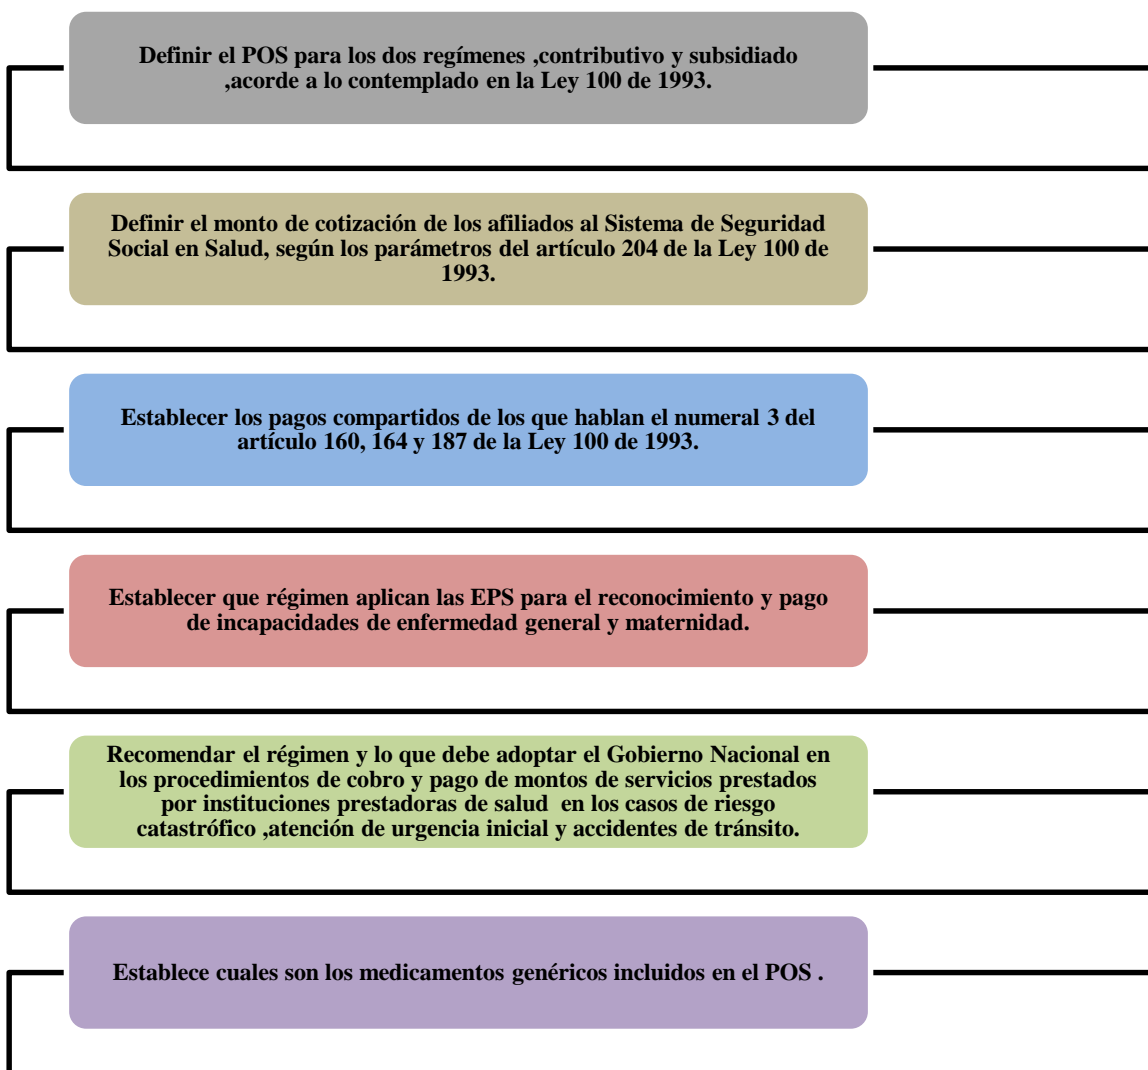 Definir el POS para los dos regímenes ,contributivo y subsidiado
,acorde a lo contemplado en la Ley 100 de 1993.
Definir el monto de cotización de los afiliados al Sistema de Seguridad
Social en Salud, según los parámetros del artículo 204 de la Ley 100 de
1993.
Establecer los pagos compartidos de los que hablan el numeral 3 del
artículo 160, 164 y 187 de la Ley 100 de 1993.
Establecer que régimen aplican las EPS para el reconocimiento y pago
de incapacidades de enfermedad general y maternidad.
Recomendar el régimen y lo que debe adoptar el Gobierno Nacional en
los procedimientos de cobro y pago de montos de servicios prestados
por instituciones prestadoras de salud en los casos de riesgo
catastrófico ,atención de urgencia inicial y accidentes de tránsito.
Establece cuales son los medicamentos genéricos incluidos en el POS .